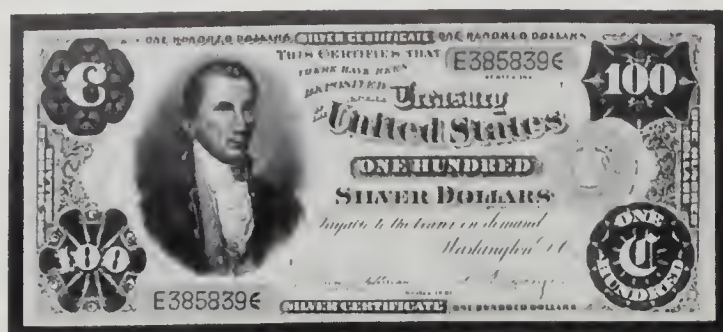 ONE HUNDRED DOLLARS SILVER CERTIFICATE ONE HUNDRED DOLLARS
C
THIS CERTIFIES THAT
E385839€
100
THERE HAVE BEEN
DEPOSITED
Treasury
United States
ONE HUNDRED
SILVER DOLLARS
payable to the bearer on demand
Washington
100
ONE
C
HUNDRED
E385839€
SILVER CERTIFICATE ONE HUNDRED DOLLARS